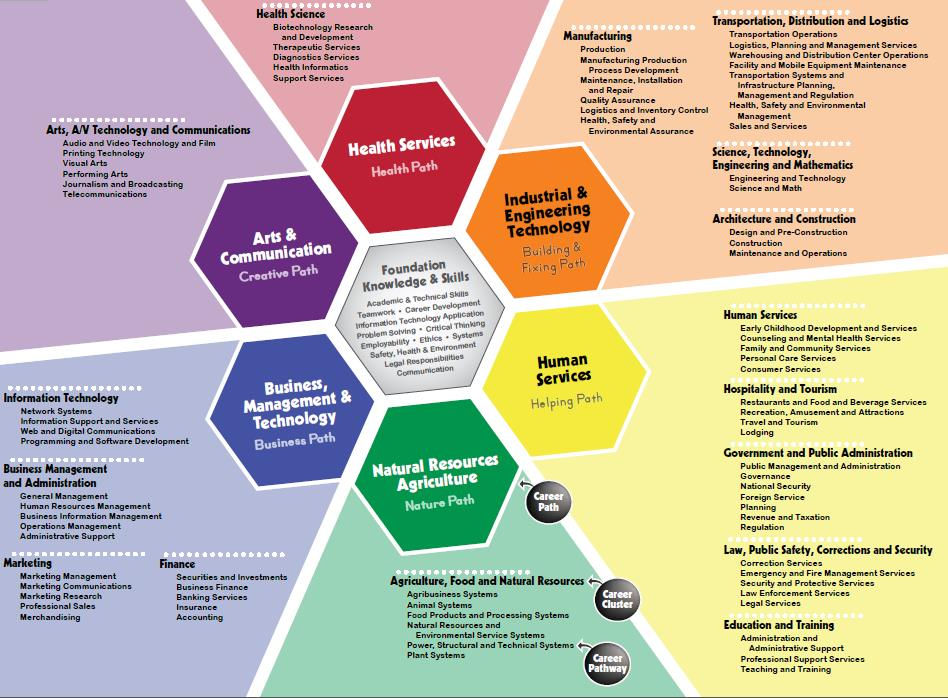 Health Science
Biotechnology Research
and Development
Therapeutic Services
Diagnostics Services
Health Informatics
Support Services
Manufacturing
Production
Manufacturing Production
Process Development
Maintenance, Installation
and Repair
Quality Assurance
Logistics and Inventory Control
Health, Safety and
Environmental Assurance
Transportation, Distribution and Logistics
Transportation Operations
Logistics, Planning and Management Services
Warehousing and Distribution Center Operations
Facility and Mobile Equipment Maintenance
Transportation Systems and
Infrastructure Planning,
Management and Regulation
Health, Safety and Environmental
Management
Sales and Services
Science, Technology,
Engineering and Mathematics
Engineering and Technology
Science and Math
Architecture and Construction
Design and Pre-Construction
Construction
Maintenance and Operations
Arts, A/V Technology and Communications
Audio and Video Technology and Film
Printing Technology
Visual Arts
Performing Arts
Journalism and Broadcasting
Telecommunications
Health Services
Health Path
Industrial &
Engineering
Technology
Building &
Fixing Path
Arts &
Communication
Creative Path
Foundation
Knowledge & Skills
Academic & Technical Skills
Teamwork • Career Development
Information Technology Application
Problem Solving • Critical Thinking
Employability • Ethics • Systems
Safety, Health & Environment
Legal Responsibilities
Communication
Human
Services
Helping Path
Business,
Management &
Technology
Business Path
Natural Resources
Agriculture
Nature Path
Career
Path
Human Services
Early Childhood Development and Services
Counseling and Mental Health Services
Family and Community Services
Personal Care Services
Consumer Services
Hospitality and Tourism
Restaurants and Food and Beverage Services
Recreation, Amusement and Attractions
Travel and Tourism
Lodging
Government and Public Administration
Public Management and Administration
Governance
National Security
Foreign Service
Planning
Revenue and Taxation
Regulation
Law, Public Safety, Corrections and Security
Correction Services
Emergency and Fire Management Services
Security and Protective Services
Law Enforcement Services
Legal Services
Education and Training
Administration and
Administrative Support
Professional Support Services
Teaching and Training
Information Technology
Network Systems
Information Support and Services
Web and Digital Communications
Programming and Software Development
Business Management
and Administration
General Management
Human Resources Management
Business Information Management
Operations Management
Administrative Support
Marketing
Marketing Management
Marketing Communications
Marketing Research
Professional Sales
Merchandising
Finance
Securities and Investments
Business Finance
Banking Services
Insurance
Accounting
Agriculture, Food and Natural Resources
Agribusiness Systems
Animal Systems
Food Products and Processing Systems
Natural Resources and
Environmental Service Systems
Power, Structural and Technical Systems
Plant Systems
Career
Cluster
Career
Pathway